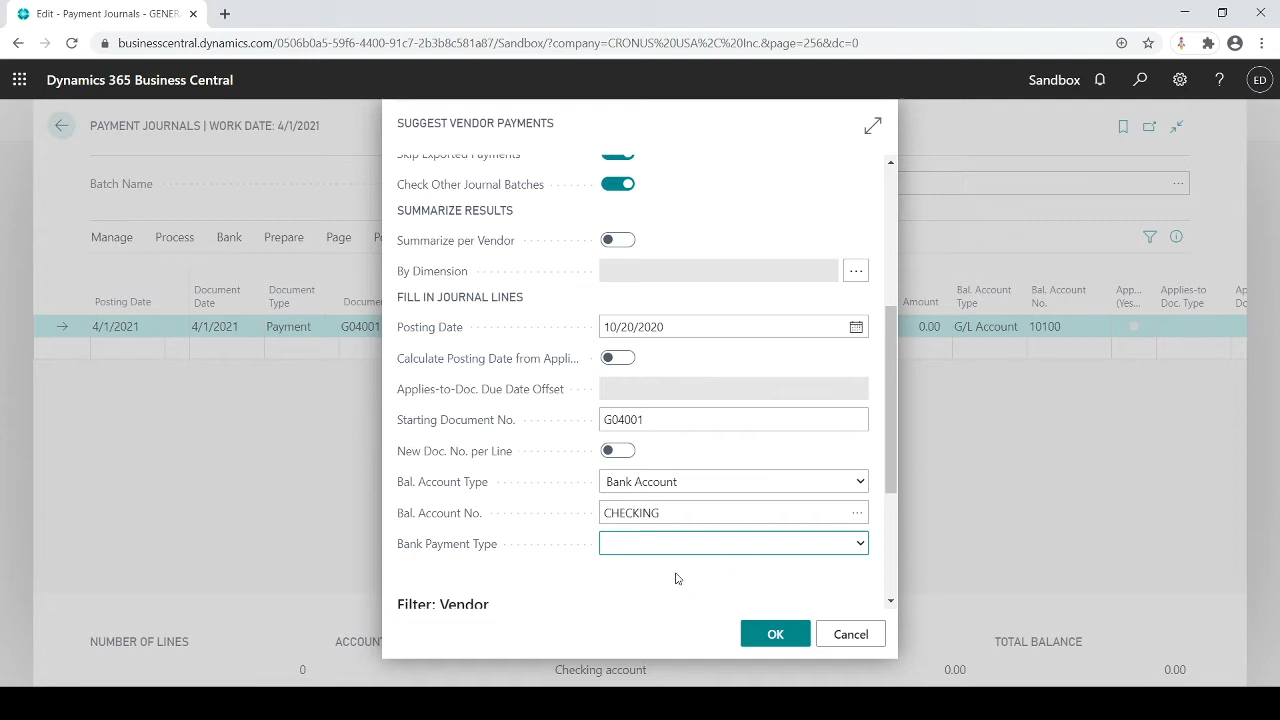 Edit - Payment Journals - GENER
businesscentral.dynamics.com/0506b0a5-59f6-4400-91c7-2b3b8c581a87/Sandbox/?company=CRONUS%20USA%2C%20Inc.&page=256&dc=0
Dynamics 365 Business Central
Sandbox
ED
PAYMENT JOURNALS | WORK DATE: 4/1/2021
SUGGEST VENDOR PAYMENTS
Skip Exported Payments
Batch Name
Check Other Journal Batches
SUMMARIZE RESULTS
Manage Process Bank Prepare Page
Summarize per Vendor
By Dimension
Posting Date Document Date Document Type Docume Amount Bal. Account Type Bal. Account No. App... (Yes... Applies-to Doc. Type Ap Do
FILL IN JOURNAL LINES
4/1/2021 4/1/2021 Payment G04001 0.00 G/L Account 10100
Posting Date 10/20/2020
Calculate Posting Date from Appli...
Applies-to-Doc. Due Date Offset
Starting Document No. G04001
New Doc. No. per Line
Bal. Account Type Bank Account
Bal. Account No. CHECKING
Bank Payment Type
Filter: Vendor
OK Cancel
NUMBER OF LINES ACCOUN TOTAL BALANCE
0 Checking account 0.00 0.00